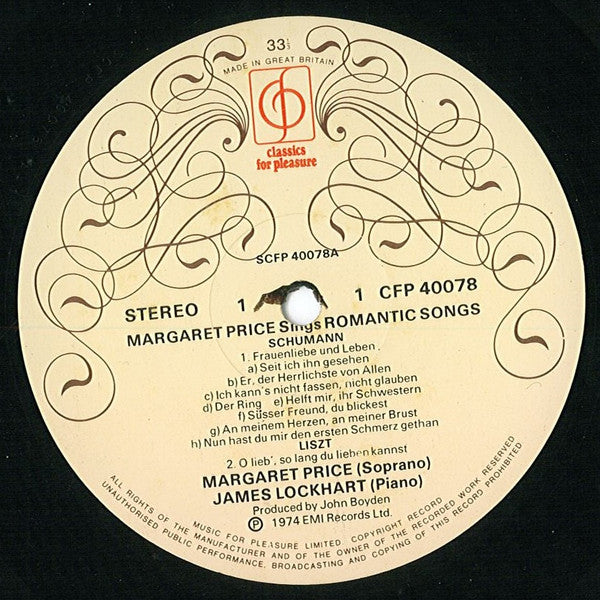 33 1/3
MADE IN GREAT BRITAIN
classics
for pleasure
SCFP 40078A
STEREO 1 1 CFP 40078
MARGARET PRICE Sings ROMANTIC SONGS
SCHUMANN
1. Frauenliebe und Leben
a) Seit ich ihn gesehen
b) Er, der Herrlichste von Allen
c) Ich kann's nicht fassen, nicht glauben
d) Der Ring e) Helft mir, ihr Schwestern
f) Süsser Freund, du blickest
g) An meinem Herzen, an meiner Brust
h) Nun hast du mir den ersten Schmerz gethan
LISZT
2. O lieb', so lang du lieben kannst
MARGARET PRICE (Soprano)
JAMES LOCKHART (Piano)
Produced by John Boyden
Ⓟ 1974 EMI Records Ltd.
MUSIC FOR PLEASURE LIMITED COPYRIGHT RECORD
ALL RIGHTS OF THE MANUFACTURER AND OF THE OWNER OF THE RECORDED WORK RESERVED
UNAUTHORISED PUBLIC PERFORMANCE, BROADCASTING AND COPYING OF THIS RECORD PROHIBITED